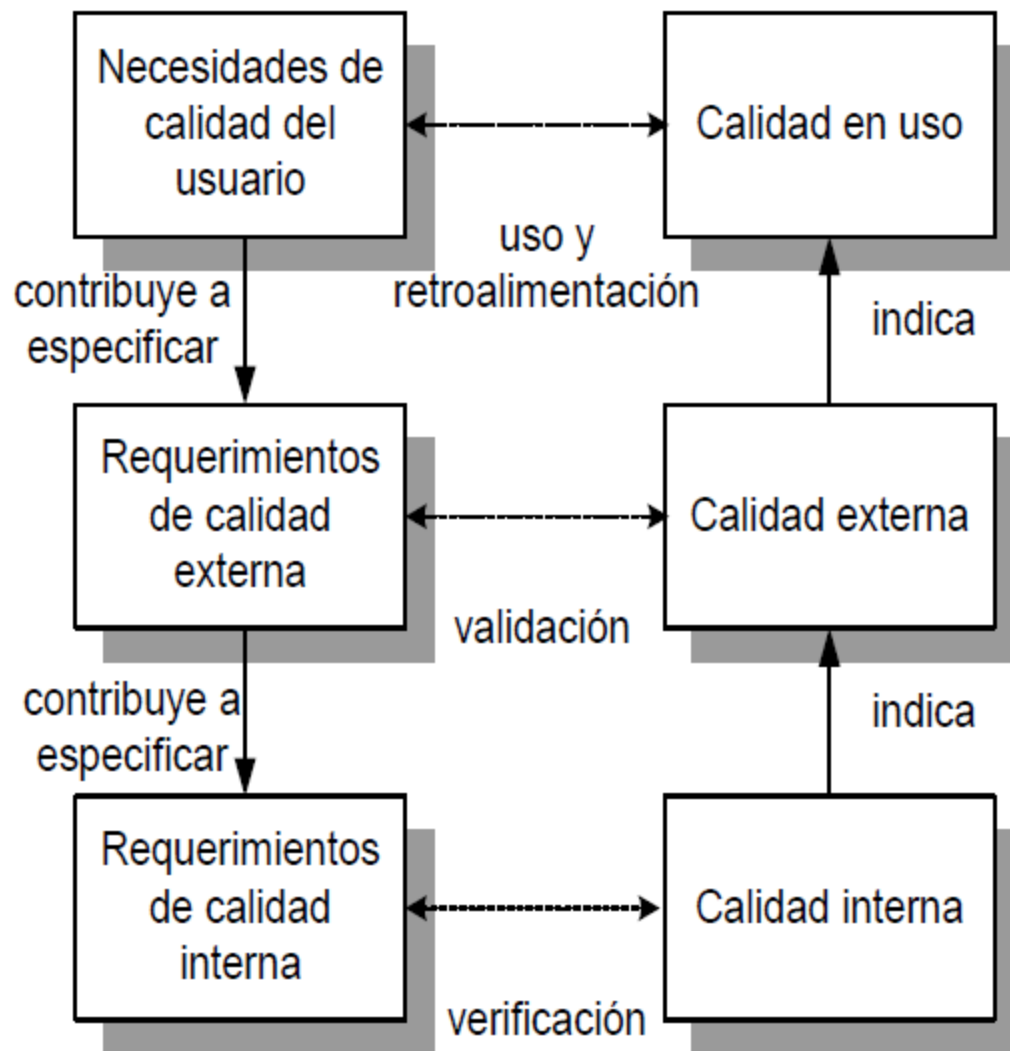 Necesidades de
calidad del
usuario
Calidad en uso
uso y
retroalimentación
contribuye a
especificar
indica
Requerimientos
de calidad
externa
Calidad externa
validación
contribuye a
especificar
indica
Requerimientos
de calidad
interna
Calidad interna
verificación